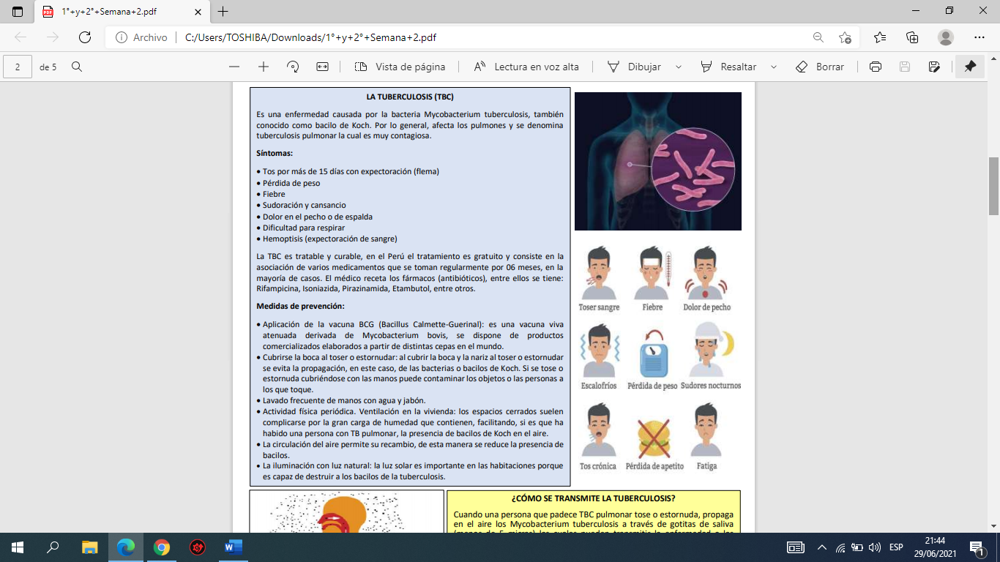 1°+y+2°+Semana+2.pdf
Archivo
C:/Users/TOSHIBA/Downloads/1°+y+2°+Semana+2.pdf
2
de 5
Vista de página
Lectura en voz alta
Dibujar
Resaltar
Borrar
LA TUBERCULOSIS (TBC)
Es una enfermedad causada por la bacteria Mycobacterium tuberculosis, también
conocido como bacilo de Koch. Por lo general, afecta los pulmones y se denomina
tuberculosis pulmonar la cual es muy contagiosa.
Síntomas:
• Tos por más de 15 días con expectoración (flema)
• Pérdida de peso
• Fiebre
• Sudoración y cansancio
• Dolor en el pecho o de espalda
• Dificultad para respirar
• Hemoptisis (expectoración de sangre)
La TBC es tratable y curable, en el Perú el tratamiento es gratuito y consiste en la
asociación de varios medicamentos que se toman regularmente por 06 meses, en la
mayoría de casos. El médico receta los fármacos (antibióticos), entre ellos se tiene:
Rifampicina, Isoniazida, Pirazinamida, Etambutol, entre otros.
Medidas de prevención:
• Aplicación de la vacuna BCG (Bacillus Calmette-Guerinal): es una vacuna viva
atenuada derivada de Mycobacterium bovis, se dispone de productos
comercializados elaborados a partir de distintas cepas en el mundo.
• Cubrirse la boca al toser o estornudar: al cubrir la boca y la nariz al toser o estornudar
se evita la propagación, en este caso, de las bacterias o bacilos de Koch. Si se tose o
estornuda cubriéndose con las manos puede contaminar los objetos o las personas a
los que toque.
• Lavado frecuente de manos con agua y jabón.
• Actividad física periódica. Ventilación en la vivienda: los espacios cerrados suelen
complicarse por la gran carga de humedad que contienen, facilitando, si es que ha
habido una persona con TB pulmonar, la presencia de bacilos de Koch en el aire.
• La circulación del aire permite su recambio, de esta manera se reduce la presencia de
bacilos.
• La iluminación con luz natural: la luz solar es importante en las habitaciones porque
es capaz de destruir a los bacilos de la tuberculosis.
Toser sangre
Fiebre
Dolor de pecho
Escalofríos
Pérdida de peso
Sudores nocturnos
Tos crónica
Pérdida de apetito
Fatiga
¿CÓMO SE TRANSMITE LA TUBERCULOSIS?
Cuando una persona que padece TBC pulmonar tose o estornuda, propaga
en el aire los Mycobacterium tuberculosis a través de gotitas de saliva
ESP
21:44
29/06/2021
1